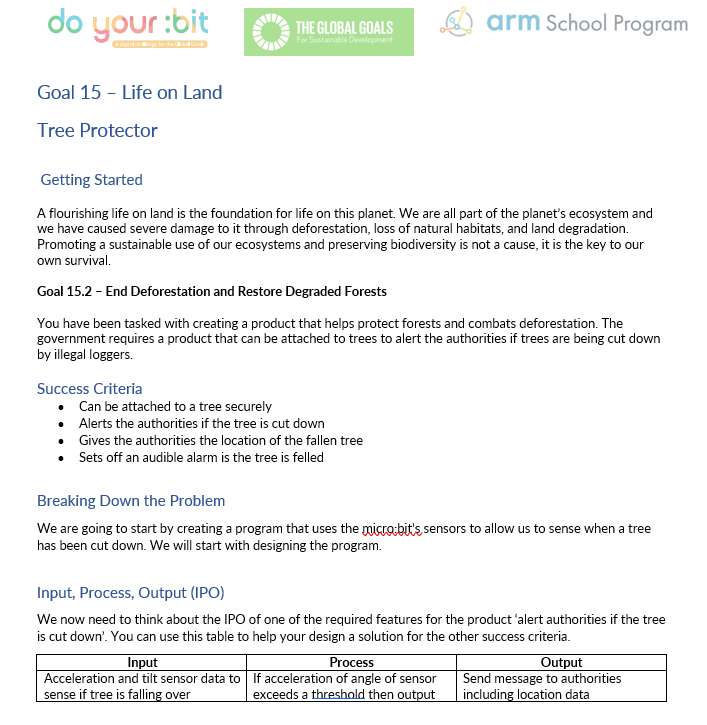 do your :bit
A digital challenge for the Global Goals
THE GLOBAL GOALS
For Sustainable Development
arm School Program
Goal 15 – Life on Land
Tree Protector
Getting Started
A flourishing life on land is the foundation for life on this planet. We are all part of the planet's ecosystem and
we have caused severe damage to it through deforestation, loss of natural habitats, and land degradation.
Promoting a sustainable use of our ecosystems and preserving biodiversity is not a cause, it is the key to our
own survival.
Goal 15.2 – End Deforestation and Restore Degraded Forests
You have been tasked with creating a product that helps protect forests and combats deforestation. The
government requires a product that can be attached to trees to alert the authorities if trees are being cut down
by illegal loggers.
Success Criteria
• Can be attached to a tree securely
• Alerts the authorities if the tree is cut down
• Gives the authorities the location of the fallen tree
• Sets off an audible alarm is the tree is felled
Breaking Down the Problem
We are going to start by creating a program that uses the micro:bit's sensors to allow us to sense when a tree
has been cut down. We will start with designing the program.
Input, Process, Output (IPO)
We now need to think about the IPO of one of the required features for the product 'alert authorities if the tree
is cut down'. You can use this table to help your design a solution for the other success criteria.
Input Process Output
Acceleration and tilt sensor data to If acceleration of angle of sensor Send message to authorities
sense if tree is falling over exceeds a threshold then output including location data